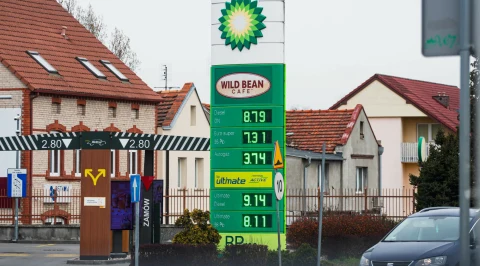 WILD BEAN
CAFE
Diesel
8.79
7.31
3.74
ultimate
9.14
8.11
2.80
2.80
ZAMÓW